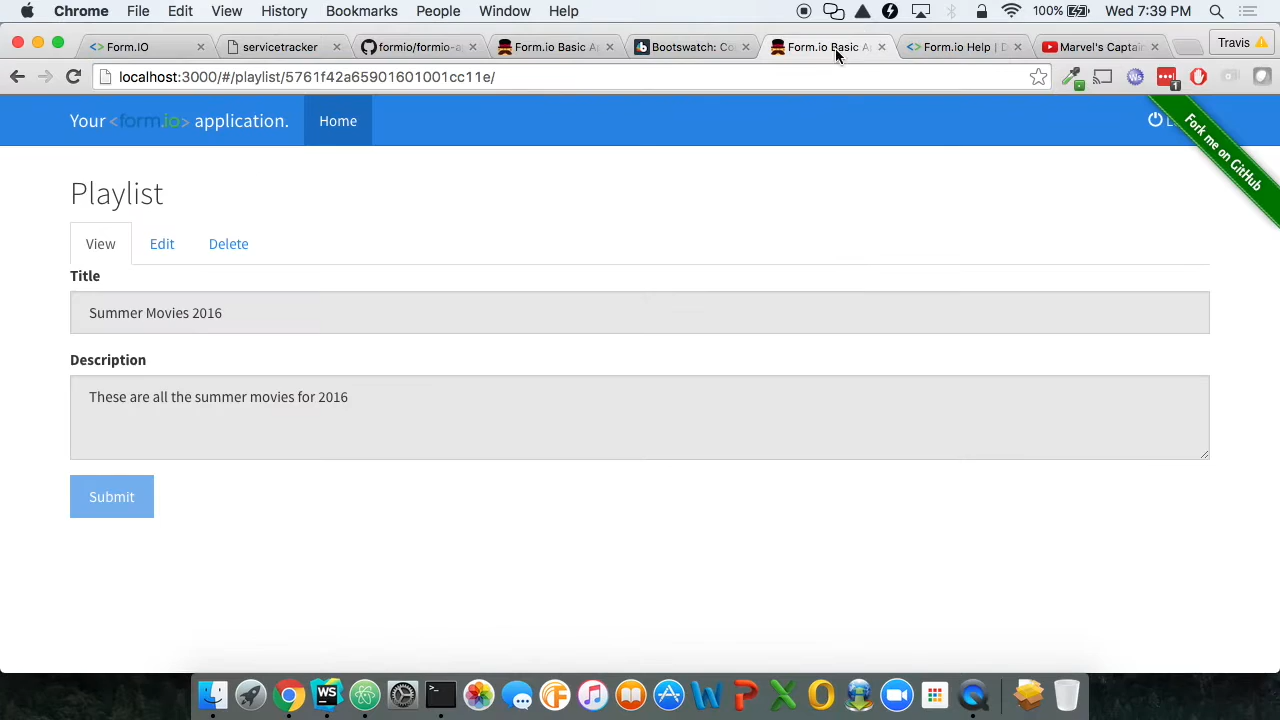 Chrome File Edit View History Bookmarks People Window Help 100% Wed 7:39 PM
Form.IO servicetracker formio/formio-a Form.io Basic A Bootswatch: Co Form.io Basic A Form.io Help | D Marvel's Captai Travis
localhost:3000/#/playlist/5761f42a65901601001cc11e/
Your <form.io> application. Home
Fork me on GitHub
Playlist
View Edit Delete
Title
Summer Movies 2016
Description
These are all the summer movies for 2016
Submit